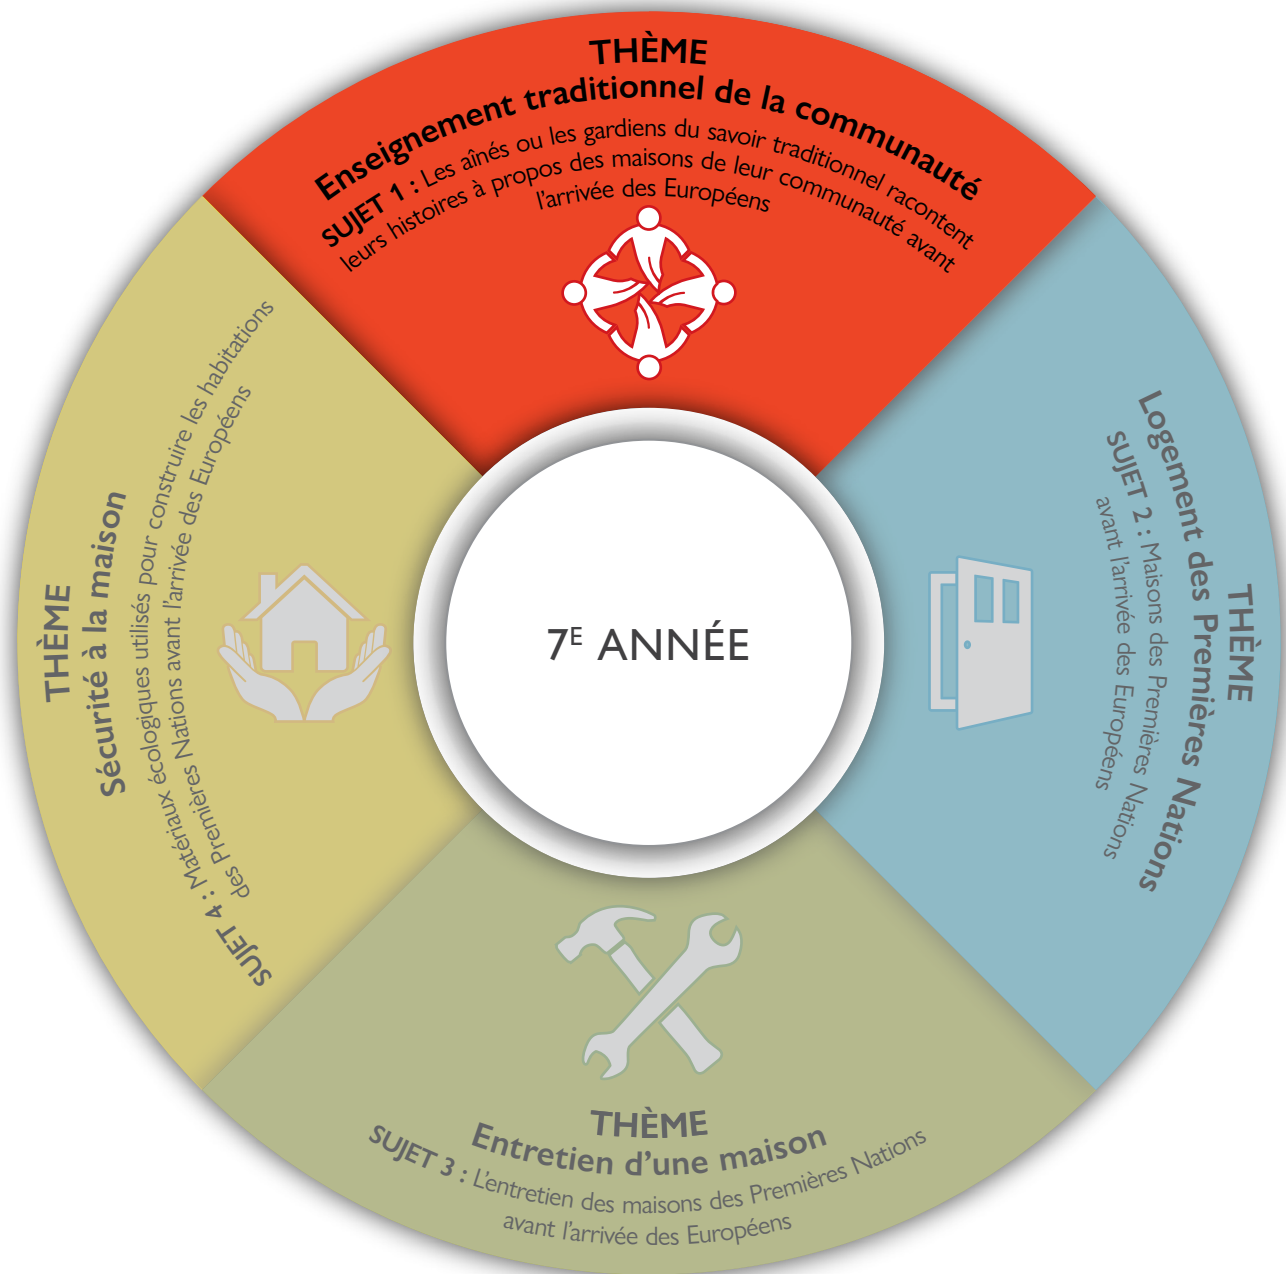 THÈME
Enseignement traditionnel de la communauté
SUJET 1 : Les aînés ou les gardiens du savoir traditionnel racontent
leurs histoires à propos des maisons de leur communauté avant
l'arrivée des Européens
THÈME
Logement des Premières Nations
SUJET 2 : Maisons des Premières Nations
avant l'arrivée des Européens
THÈME
Entretien d'une maison
SUJET 3 : L'entretien des maisons des Premières Nations
avant l'arrivée des Européens
THÈME
Sécurité à la maison
SUJET 4 : Matériaux écologiques utilisés pour construire les habitations
des Premières Nations avant l'arrivée des Européens
7E ANNÉE